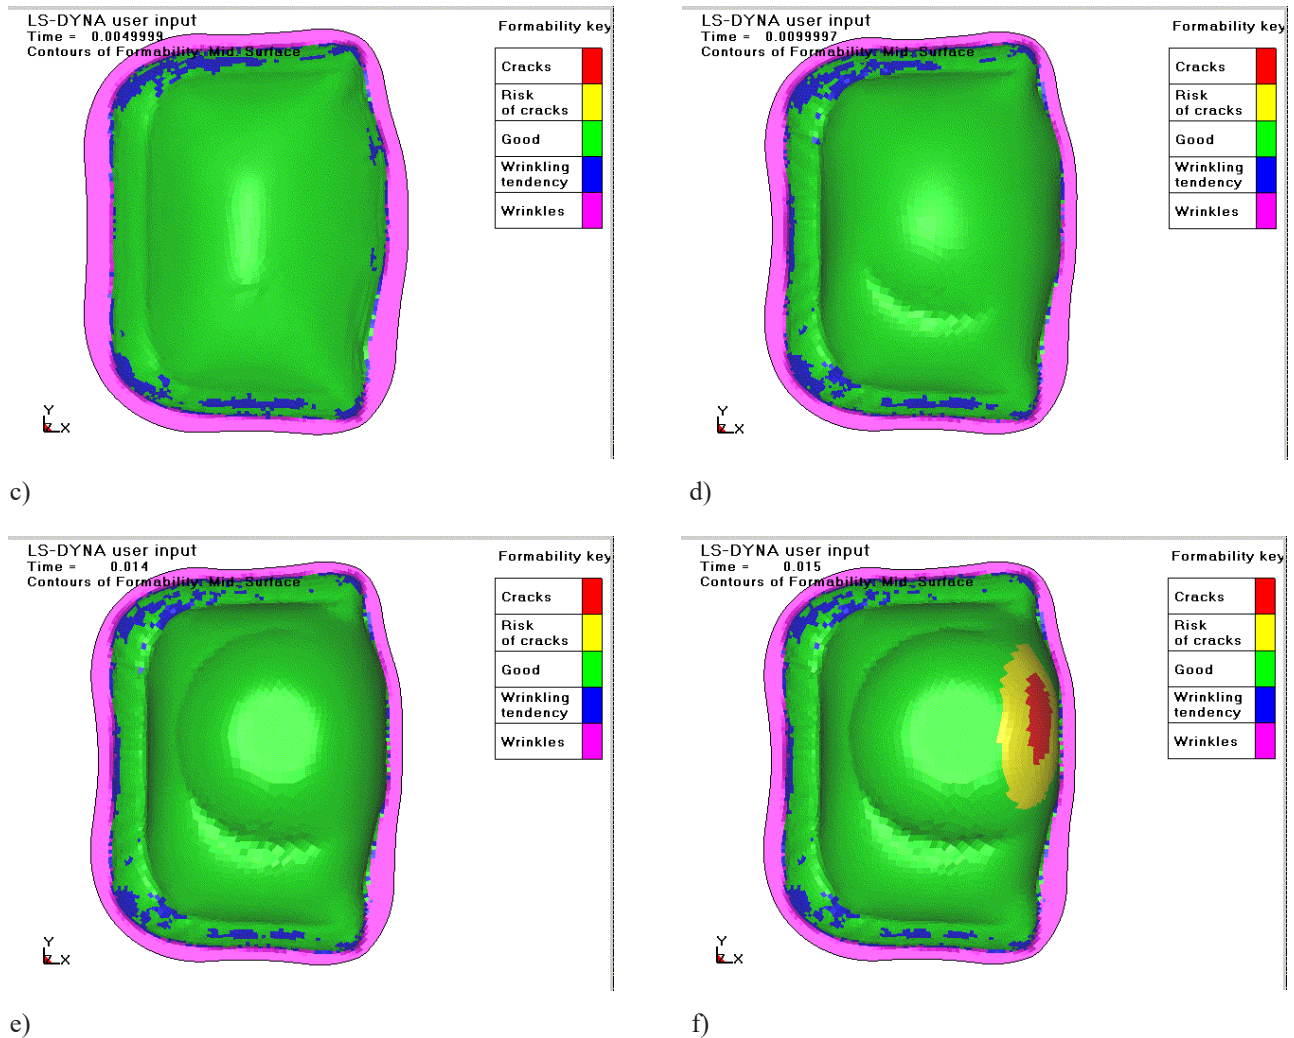 LS-DYNA user input
Time = 0.0049999
Contours of Formability: Mid. Surface
Formability key
Cracks
Risk
of cracks
Good
Wrinkling
tendency
Wrinkles
Y
Z X
c)
LS-DYNA user input
Time = 0.0099997
Contours of Formability: Mid. Surface
Formability key
Cracks
Risk
of cracks
Good
Wrinkling
tendency
Wrinkles
Y
Z X
d)
LS-DYNA user input
Time = 0.014
Contours of Formability: Mid. Surface
Formability key
Cracks
Risk
of cracks
Good
Wrinkling
tendency
Wrinkles
Y
Z X
e)
LS-DYNA user input
Time = 0.015
Contours of Formability: Mid. Surface
Formability key
Cracks
Risk
of cracks
Good
Wrinkling
tendency
Wrinkles
Y
Z X
f)